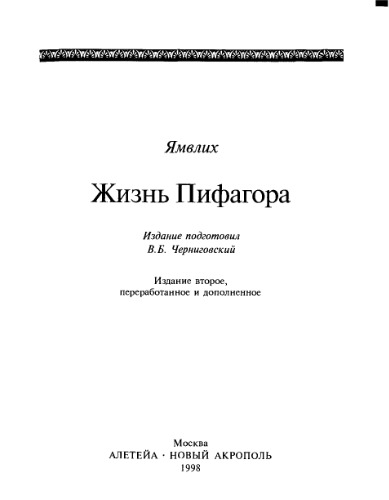 Ямвлих
Жизнь Пифагора
Издание подготовил
В.Б. Черниговский
Издание второе,
переработанное и дополненное
Москва
АЛЕТЕЙА · НОВЫЙ АКРОПОЛЬ
1998